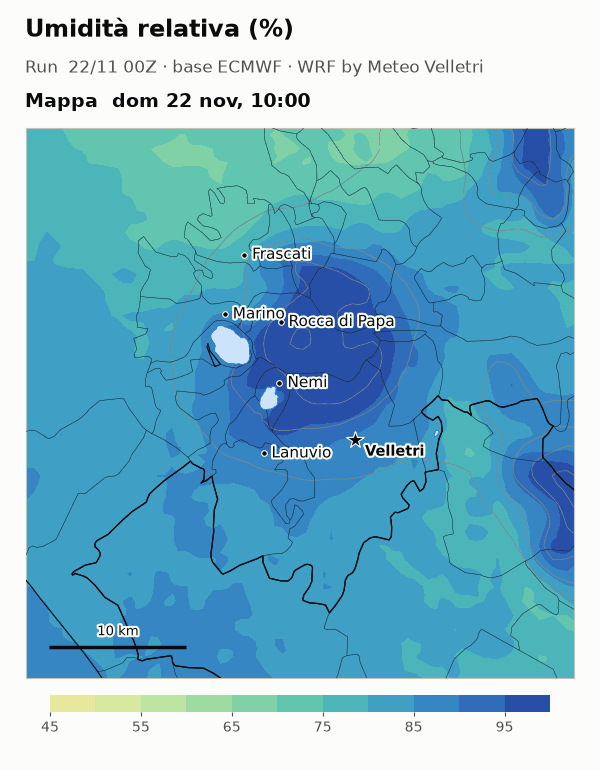 Umidità relativa (%)
Run  22/11 00Z · base ECMWF · WRF by Meteo Velletri
Mappa  dom 22 nov, 10:00
Frascati
Marino
Rocca di Papa
Nemi
Velletri
Lanuvio
10 km
45 55 65 75 85 95